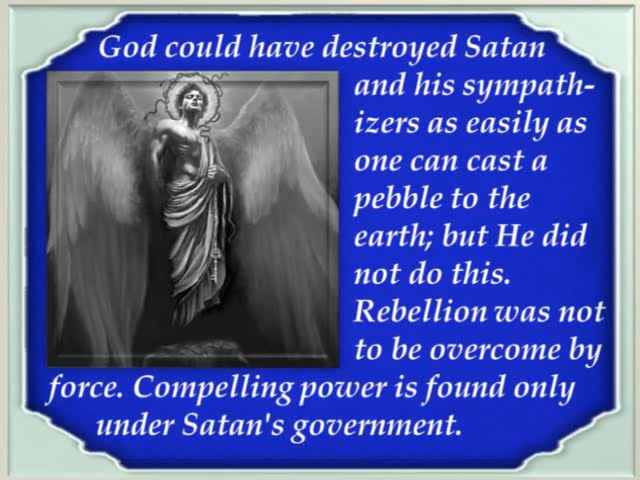 God could have destroyed Satan
and his sympath-
izers as easily as
one can cast a
pebble to the
earth; but He did
not do this.
Rebellion was not
to be overcome by
force. Compelling power is found only
under Satan's government.